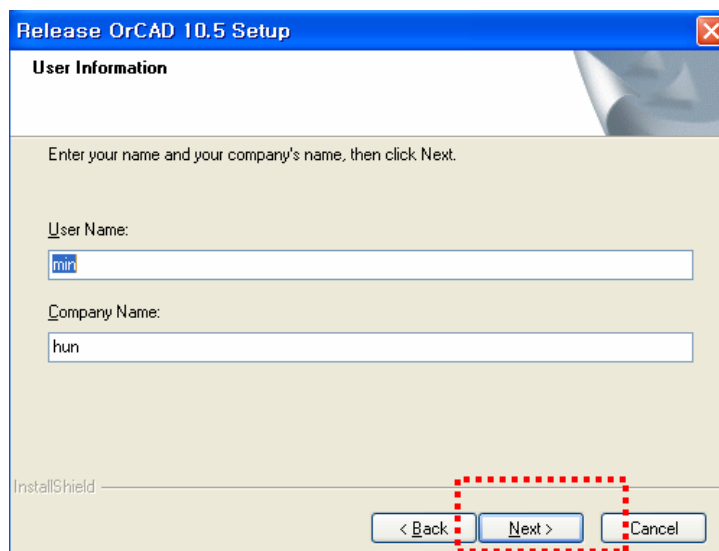 Release OrCAD 10.5 Setup
User Information
Enter your name and your company's name, then click Next.
User Name:
min
Company Name:
hun
InstallShield
< Back Next > Cancel